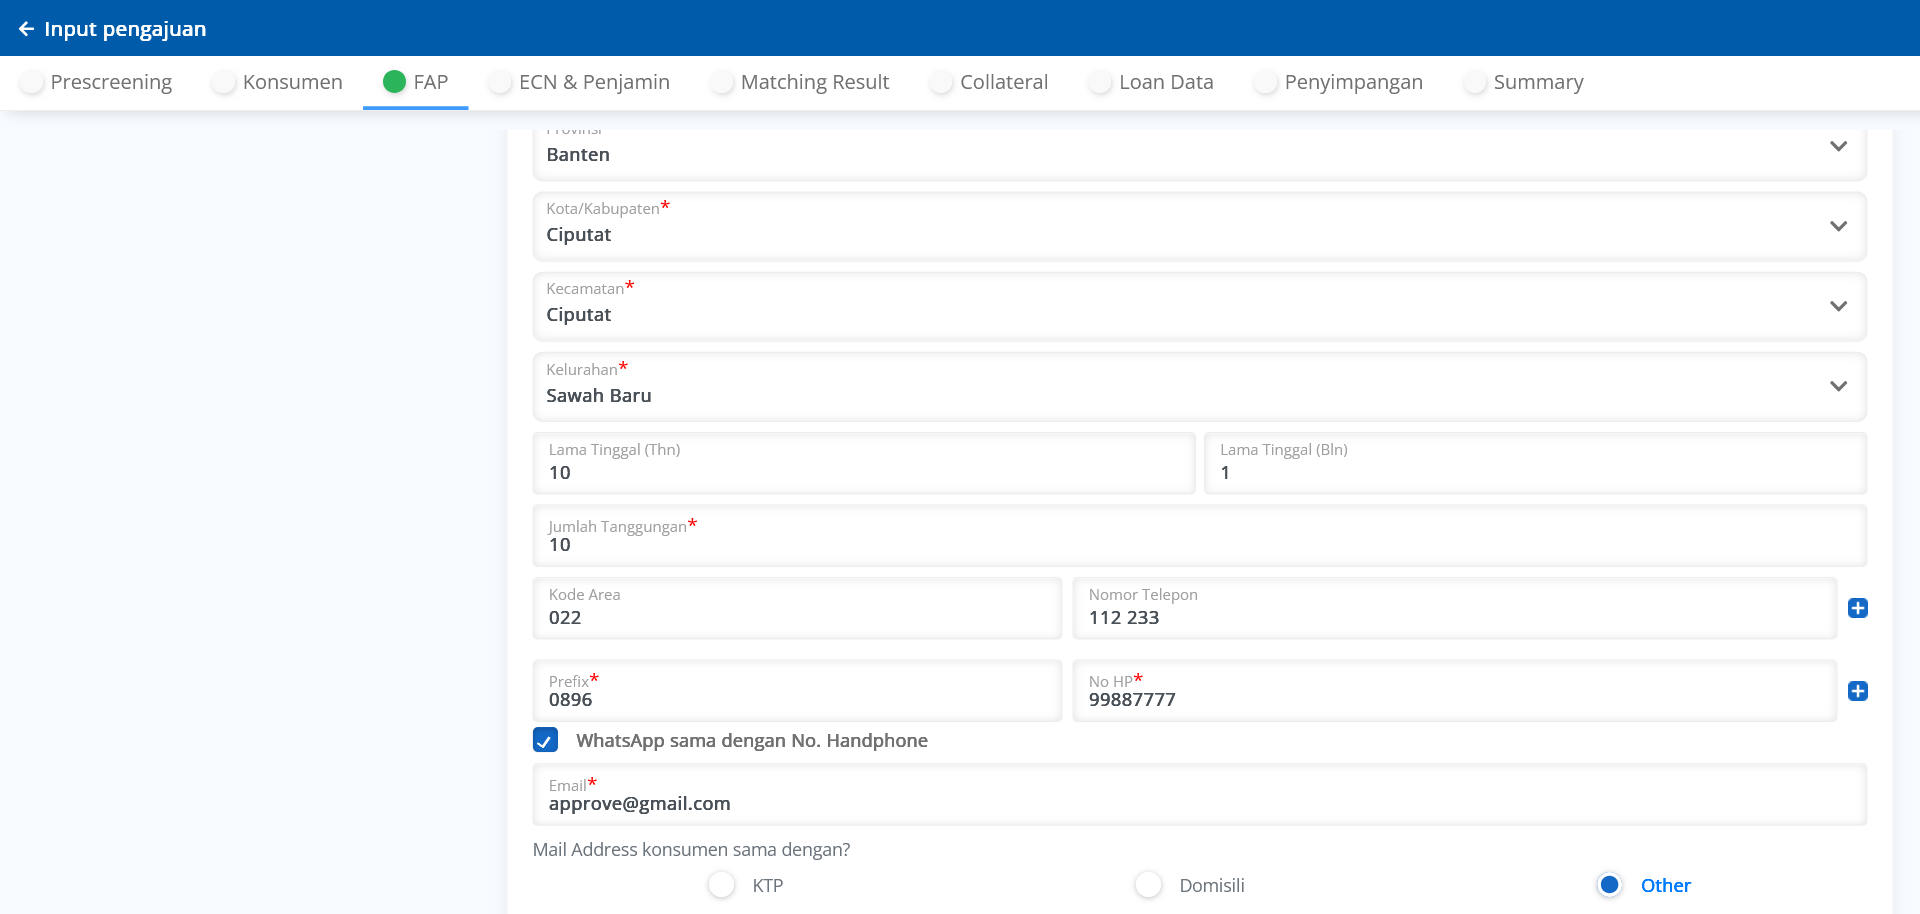 Input pengajuan
Prescreening Konsumen FAP ECN & Penjamin Matching Result Collateral Loan Data Penyimpangan Summary
Provinsi
Banten
Kota/Kabupaten*
Ciputat
Kecamatan*
Ciputat
Kelurahan*
Sawah Baru
Lama Tinggal (Thn) Lama Tinggal (Bln)
10 1
Jumlah Tanggungan*
10
Kode Area Nomor Telepon
022 112 233
Prefix* No HP*
0896 99887777
WhatsApp sama dengan No. Handphone
Email*
approve@gmail.com
Mail Address konsumen sama dengan?
KTP Domisili Other